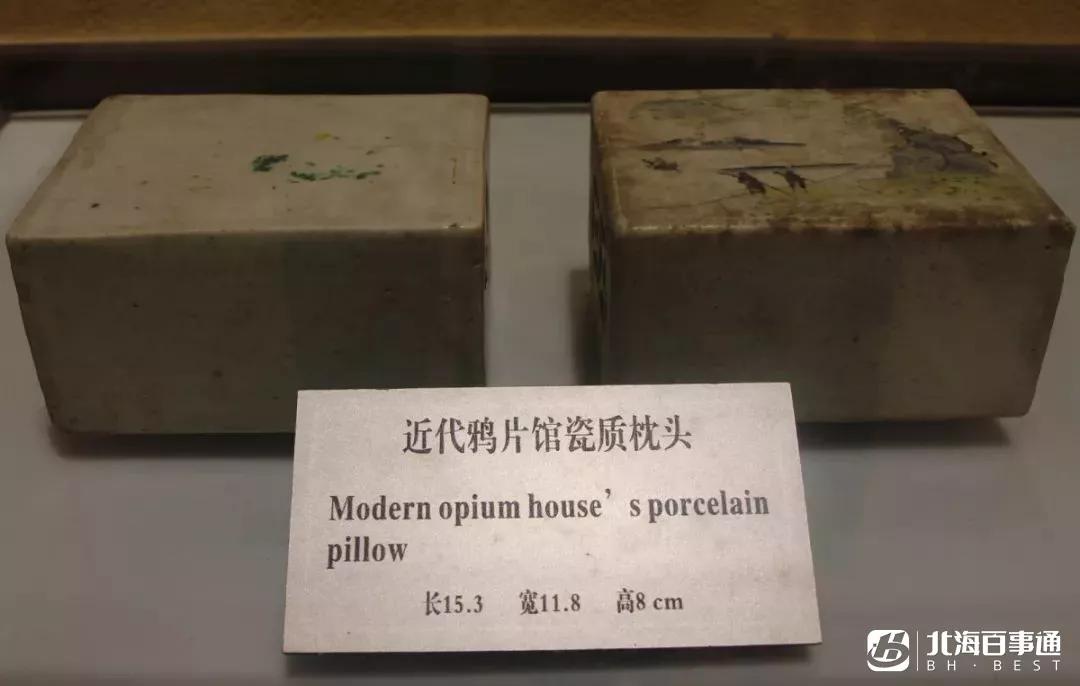 近代鸦片馆瓷质枕头
Modern opium house’s porcelain
pillow
长15.3 宽11.8 高8 cm
北海百事通
BH·BEST